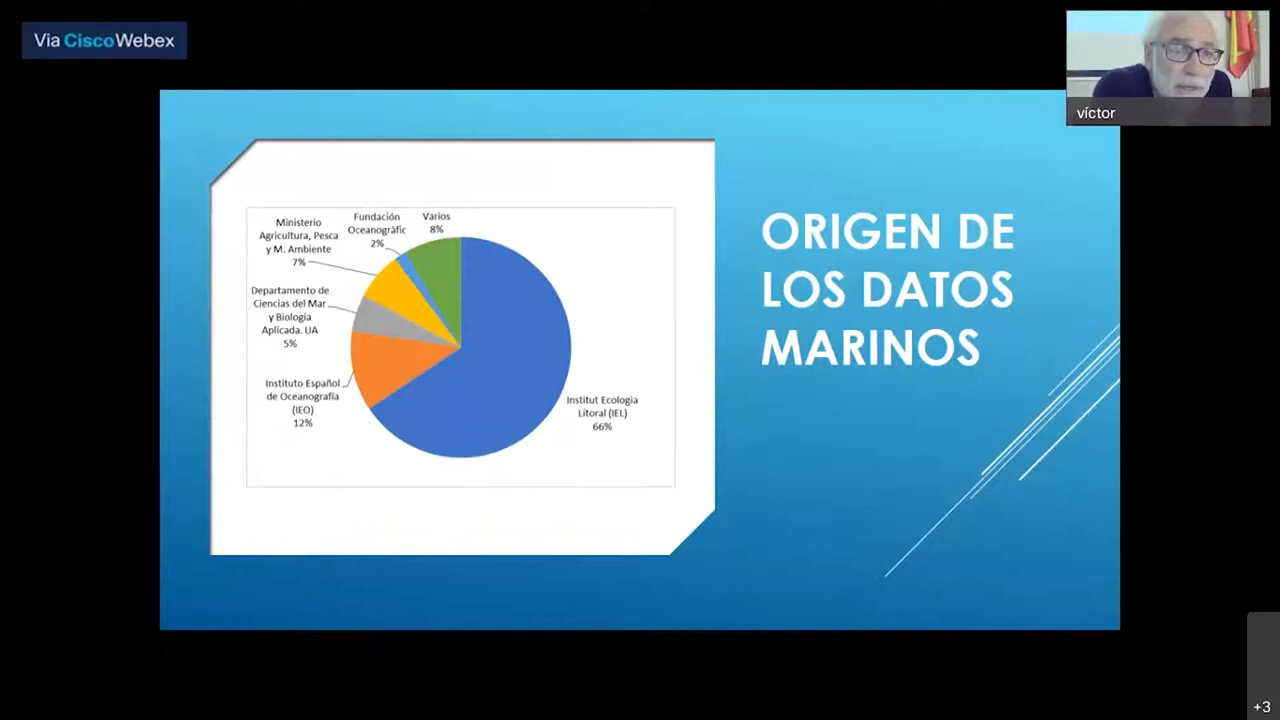 Via Cisco Webex
víctor
Ministerio
Agricultura, Pesca
y M. Ambiente
7%
Fundación
Oceanogràfic
2%
Varios
8%
Departamento de
Ciencias del Mar
y Biología
Aplicada. UA
5%
Instituto Español
de Oceanografía
(IEO)
12%
Institut Ecologia
Litoral (IEL)
66%
ORIGEN DE
LOS DATOS
MARINOS
+3